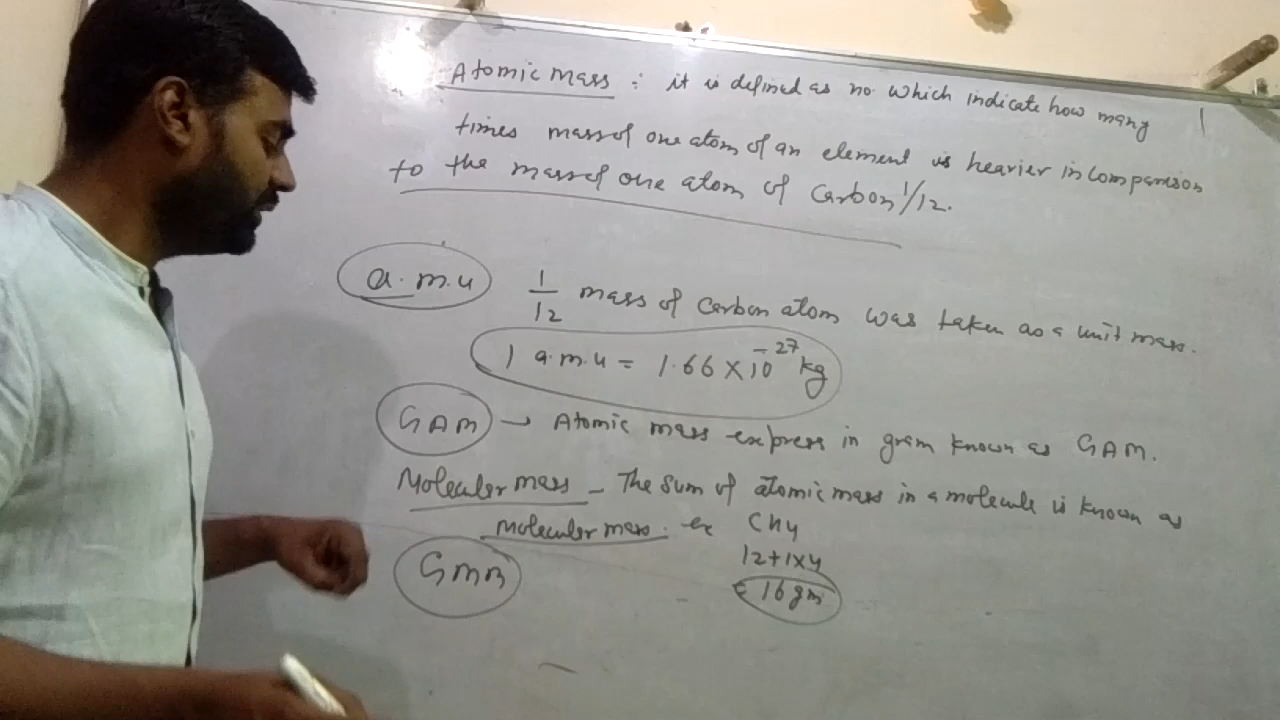 Atomic mass : it is defined as no which indicate how many
times mass of one atom of an element is heavier in comparison
to the mass of one atom of Carbon 1/12.
a.m.u 1/12 mass of Carbon atom was taken as a unit mass.
1 a.m.u = 1.66 × 10⁻²⁷ kg
GAM → Atomic mass express in gram known as GAM.
Molecular mass - The sum of atomic mass in a molecule is known as
molecular mass. ex CH4
12+1×4
= 16 gm
GMM